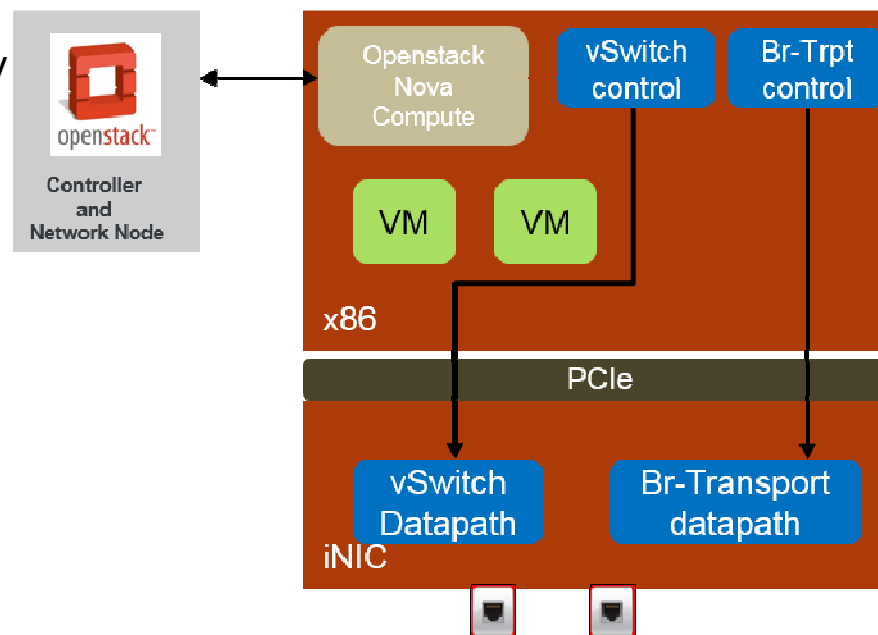 y
openstack™
Controller
and
Network Node
Openstack
Nova
Compute
vSwitch
control
Br-Trpt
control
VM
VM
x86
PCIe
vSwitch
Datapath
Br-Transport
datapath
iNIC